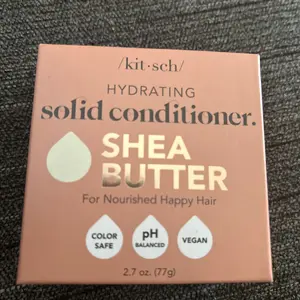 /kit·sch/
HYDRATING
solid conditioner.
SHEA
BUTTER
For Nourished Happy Hair
COLOR
SAFE
pH
BALANCED
VEGAN
2.7 oz. (77g)